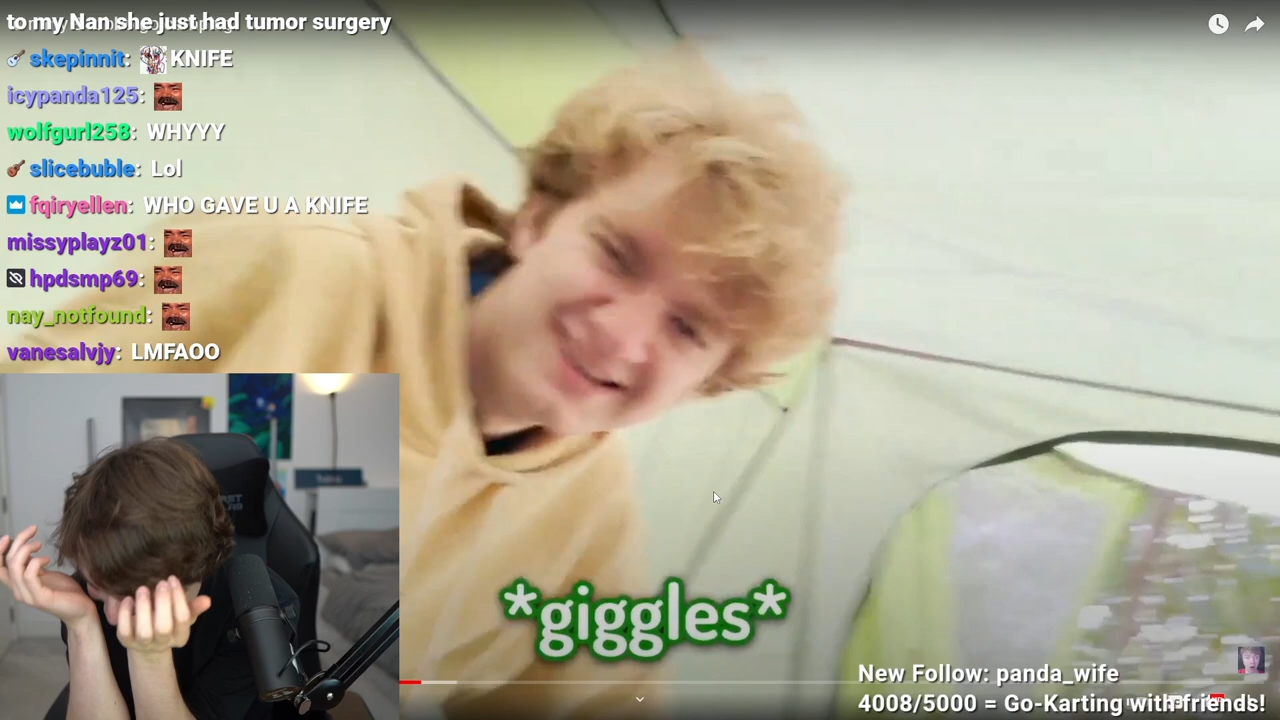 to my Nan she just had tumor surgery
skepinnit: KNIFE
icypanda125:
wolfgurl258: WHYYY
slicebuble: Lol
fqiryellen: WHO GAVE U A KNIFE
missyplayz01:
hpdsmp69:
nay_notfound:
vanesalvjy: LMFAOO
*giggles*
New Follow: panda_wife
4008/5000 = Go-Karting with friends!